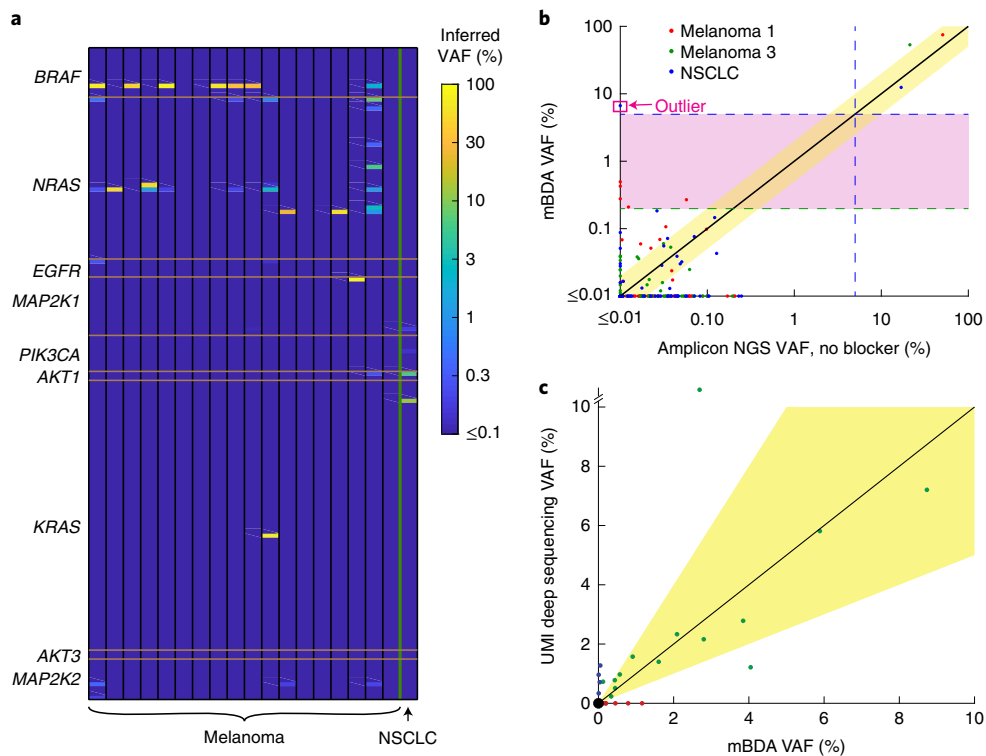 a
Inferred
VAF (%)
BRAF
NRAS
EGFR
MAP2K1
PIK3CA
AKT1
KRAS
AKT3
MAP2K2
100
30
10
3
1
0.3
≤0.1
Melanoma
NSCLC
b
Melanoma 1
Melanoma 3
NSCLC
Outlier
mBDA VAF (%)
100
10
1
0.1
≤0.01
≤0.01
0.10
1
10
100
Amplicon NGS VAF, no blocker (%)
c
UMI deep sequencing VAF (%)
10
8
6
4
2
0
0
2
4
6
8
10
mBDA VAF (%)